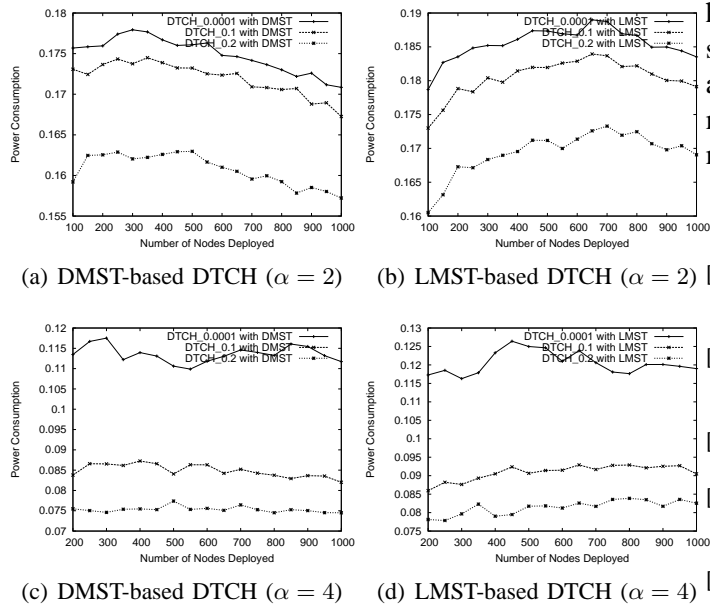 DTCH_0.0001 with DMST
DTCH_0.1 with DMST
DTCH_0.2 with DMST
0.19
0.185
0.18
0.175
0.17
0.165
0.16
0.155
Power Consumption
100 200 300 400 500 600 700 800 900 1000
Number of Nodes Deployed
(a) DMST-based DTCH (α = 2)
DTCH_0.0001 with LMST
DTCH_0.1 with LMST
DTCH_0.2 with LMST
0.19
0.185
0.18
0.175
0.17
0.165
0.16
Power Consumption
100 200 300 400 500 600 700 800 900 1000
Number of Nodes Deployed
(b) LMST-based DTCH (α = 2)
DTCH_0.0001 with DMST
DTCH_0.1 with DMST
DTCH_0.2 with DMST
0.12
0.115
0.11
0.105
0.1
0.095
0.09
0.085
0.08
0.075
0.07
Power Consumption
200 300 400 500 600 700 800 900 1000
Number of Nodes Deployed
(c) DMST-based DTCH (α = 4)
DTCH_0.0001 with LMST
DTCH_0.1 with LMST
DTCH_0.2 with LMST
0.13
0.125
0.12
0.115
0.11
0.105
0.1
0.095
0.09
0.085
0.08
0.075
Power Consumption
200 300 400 500 600 700 800 900 1000
Number of Nodes Deployed
(d) LMST-based DTCH (α = 4)
s
a
[
[
[
[
[